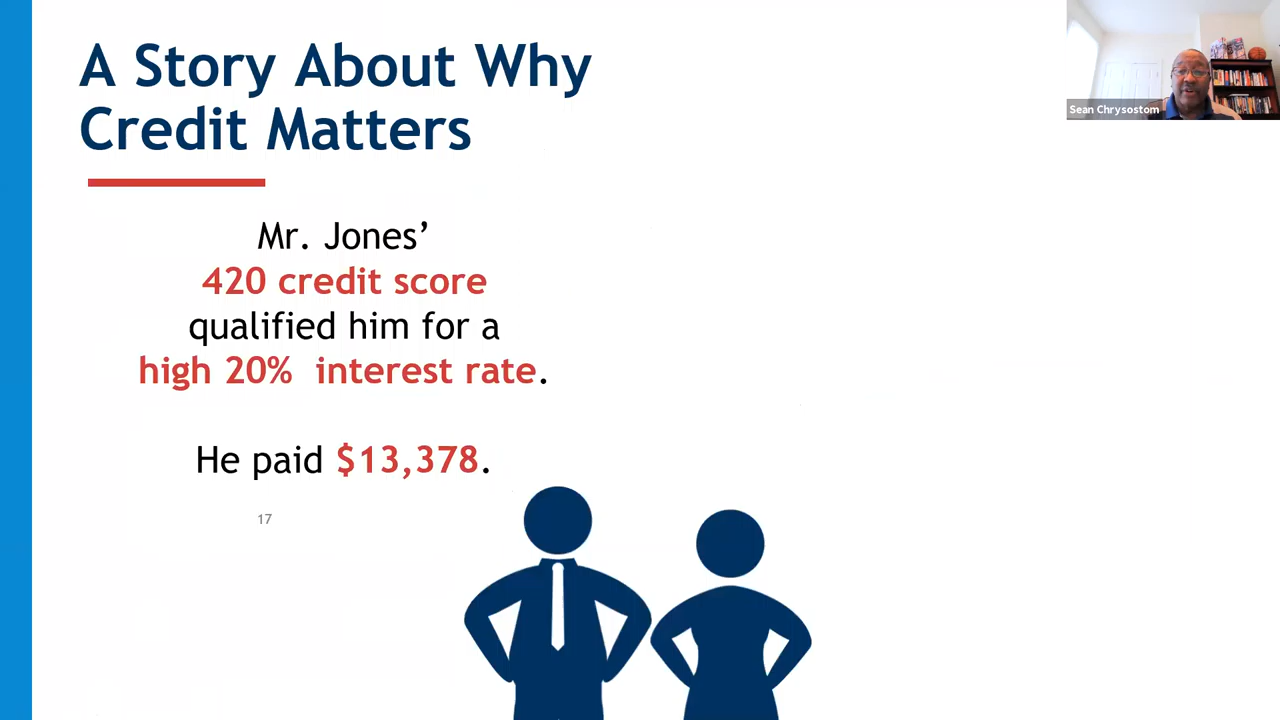 A Story About Why
Credit Matters
Sean Chrysostom
Mr. Jones’
420 credit score
qualified him for a
high 20% interest rate.
He paid $13,378.
17